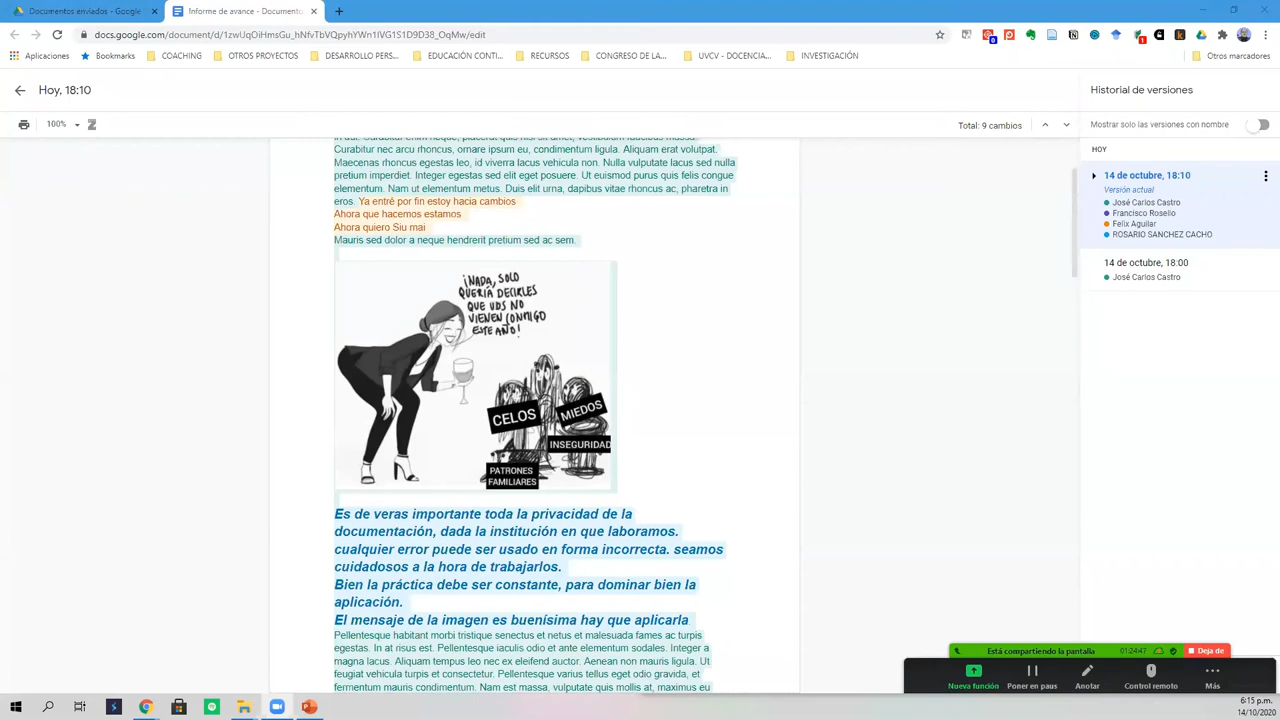 Documentos enviados - Google
Informe de avance - Documento
docs.google.com/document/d/1zwUqOiHmsGu_hNfvTbVQpyhYWn1IVG1S1D9D38_OqMw/edit
Aplicaciones
Bookmarks
COACHING
OTROS PROYECTOS
DESARROLLO PERS...
EDUCACIÓN CONTI...
RECURSOS
CONGRESO DE LA...
UVCV - DOCENCIA...
INVESTIGACIÓN
Otros marcadores
Hoy, 18:10
Historial de versiones
100%
Total: 9 cambios
Mostrar solo las versiones con nombre
HOY
14 de octubre, 18:10
Versión actual
José Carlos Castro
Francisco Rosello
Felix Aguilar
ROSARIO SANCHEZ CACHO
14 de octubre, 18:00
José Carlos Castro
Curabitur nec arcu rhoncus, ornare ipsum eu, condimentum ligula. Aliquam erat volutpat.
Maecenas rhoncus egestas leo, id viverra lacus vehicula non. Nulla vulputate lacus sed nulla
pretium imperdiet. Integer egestas sed elit eget posuere. Ut euismod purus quis felis congue
elementum. Nam ut elementum metus. Duis elit urna, dapibus vitae rhoncus ac, pharetra in
eros. Ya entré por fin estoy hacia cambios
Ahora que hacemos estamos
Ahora quiero Siu mai
Mauris sed dolor a neque hendrerit pretium sed ac sem.
¡NADA, SOLO
QUERÍA DECIRLES
QUE UDS NO
VIENEN CONMIGO
ESTE AÑO!
CELOS
MIEDOS
INSEGURIDAD
PATRONES
FAMILIARES
Es de veras importante toda la privacidad de la
documentación, dada la institución en que laboramos.
cualquier error puede ser usado en forma incorrecta. seamos
cuidadosos a la hora de trabajarlos.
Bien la práctica debe ser constante, para dominar bien la
aplicación.
El mensaje de la imagen es buenísima hay que aplicarla
Pellentesque habitant morbi tristique senectus et netus et malesuada fames ac turpis
egestas. In at risus est. Pellentesque iaculis odio et ante elementum sodales. Integer a
magna lacus. Aliquam tempus leo nec ex eleifend auctor. Aenean non mauris ligula. Ut
feugiat vehicula turpis et consectetur. Pellentesque varius tellus eget odio gravida, et
fermentum mauris condimentum. Nam est massa, vulputate quis mollis at, maximus eu
Está compartiendo la pantalla
01:24:47
Deja de
Nueva función
Poner en paus
Anotar
Control remoto
Más
6:15 p.m.
14/10/2020